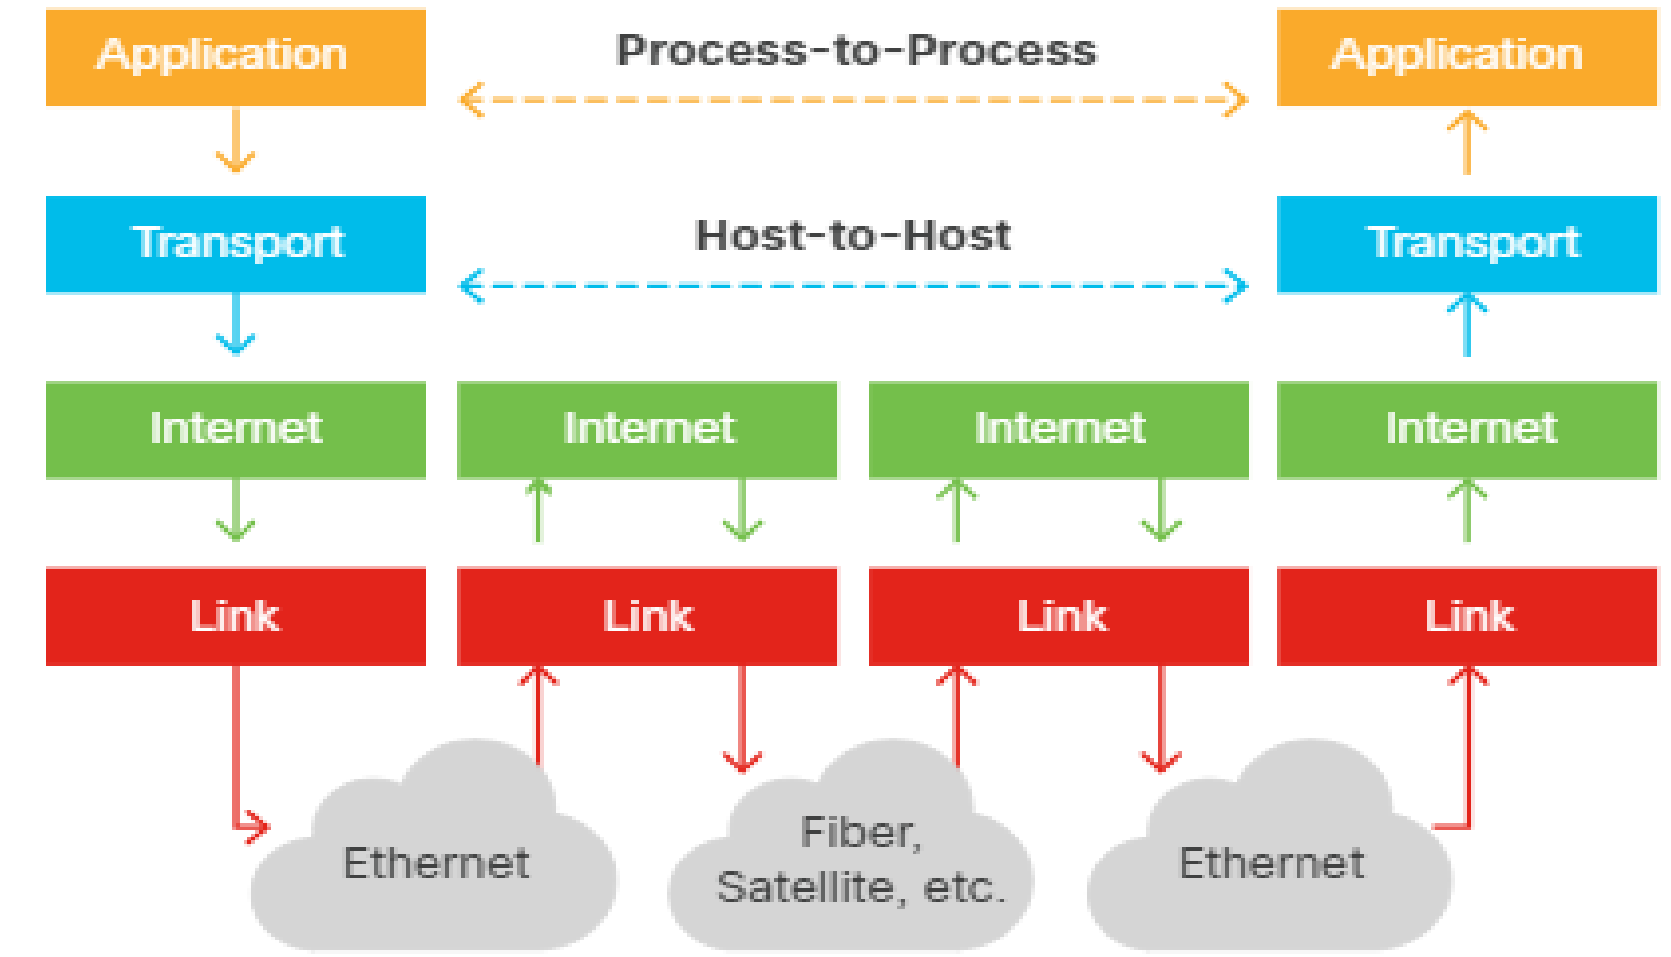 Application
Process-to-Process
Application
Transport
Host-to-Host
Transport
Internet
Internet
Internet
Internet
Link
Link
Link
Link
Ethernet
Fiber,
Satellite, etc.
Ethernet